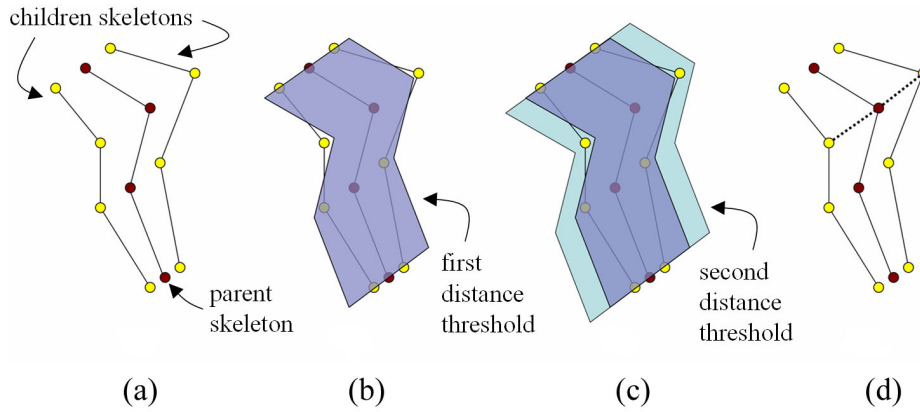 children skeletons
parent
skeleton
first
distance
threshold
second
distance
threshold
(a)
(b)
(c)
(d)